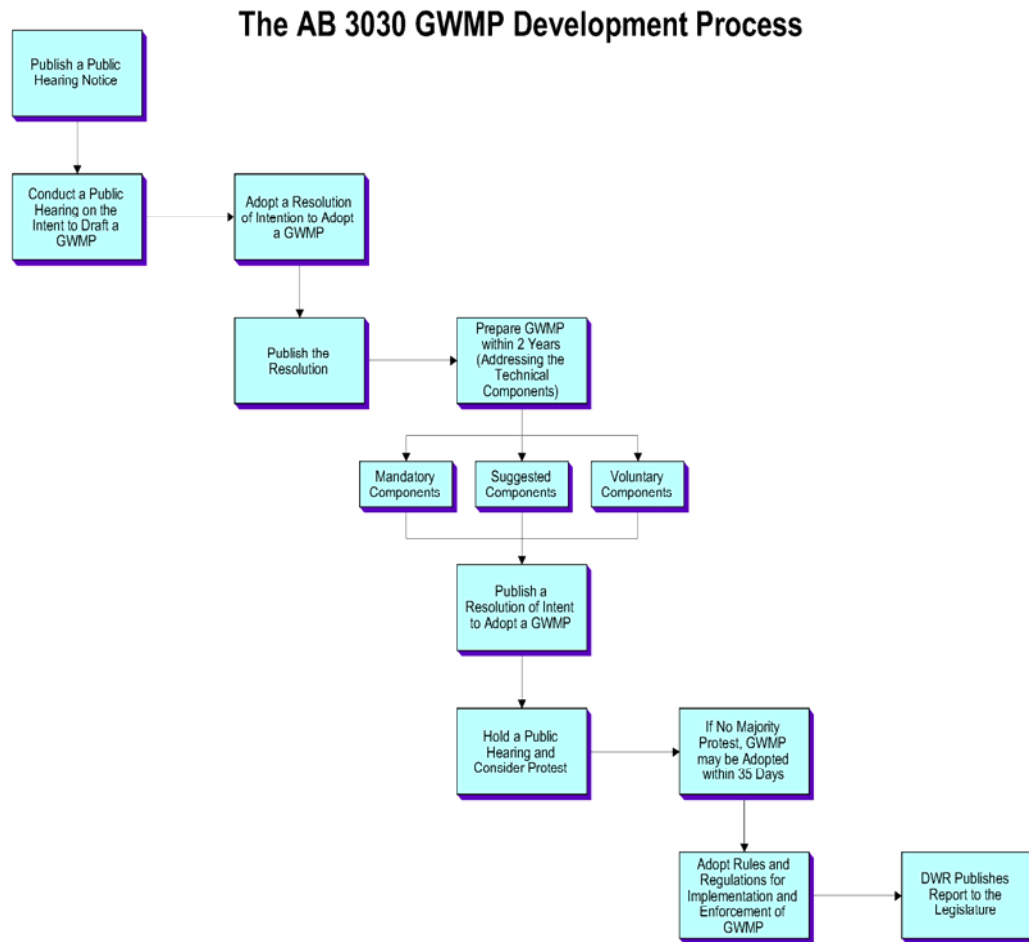 The AB 3030 GWMP Development Process
Publish a Public
Hearing Notice
Conduct a Public
Hearing on the
Intent to Draft a
GWMP
Adopt a Resolution
of Intention to Adopt
a GWMP
Publish the
Resolution
Prepare GWMP
within 2 Years
(Addressing the
Technical
Components)
Mandatory
Components
Suggested
Components
Voluntary
Components
Publish a
Resolution of Intent
to Adopt a GWMP
Hold a Public
Hearing and
Consider Protest
If No Majority
Protest, GWMP
may be Adopted
within 35 Days
Adopt Rules and
Regulations for
Implementation and
Enforcement of
GWMP
DWR Publishes
Report to the
Legislature